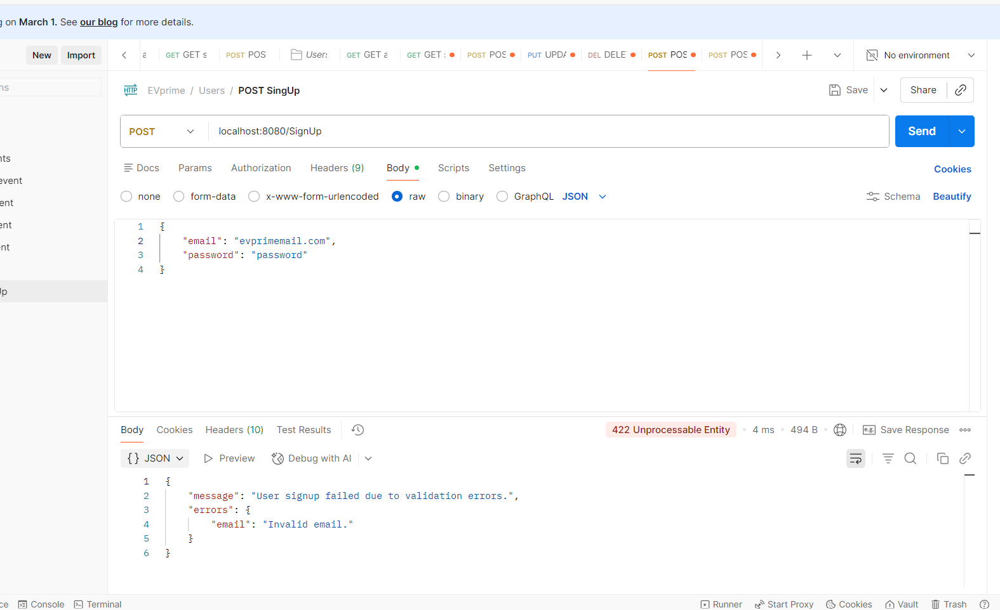 g on March 1. See our blog for more details.
New Import
GET GET s POST POS Users GET GET a GET GET s POST POS PUT UPDA DEL DELE POST POS POST POS No environment
ns
HTTP EVprime / Users / POST SingUp Save Share
POST localhost:8080/SignUp Send
Docs Params Authorization Headers (9) Body Scripts Settings Cookies
none form-data x-www-form-urlencoded raw binary GraphQL JSON Schema Beautify
nts
event
ent
ent
nt
Up
1 {
2 "email": "evprimemail.com",
3 "password": "password"
4 }
Body Cookies Headers (10) Test Results 422 Unprocessable Entity 4 ms 494 B e.g. Save Response
{} JSON Preview Debug with AI
1 {
2 "message": "User signup failed due to validation errors.",
3 "errors": {
4 "email": "Invalid email."
5 }
6 }
ce Console Terminal Runner Start Proxy Cookies Vault Trash